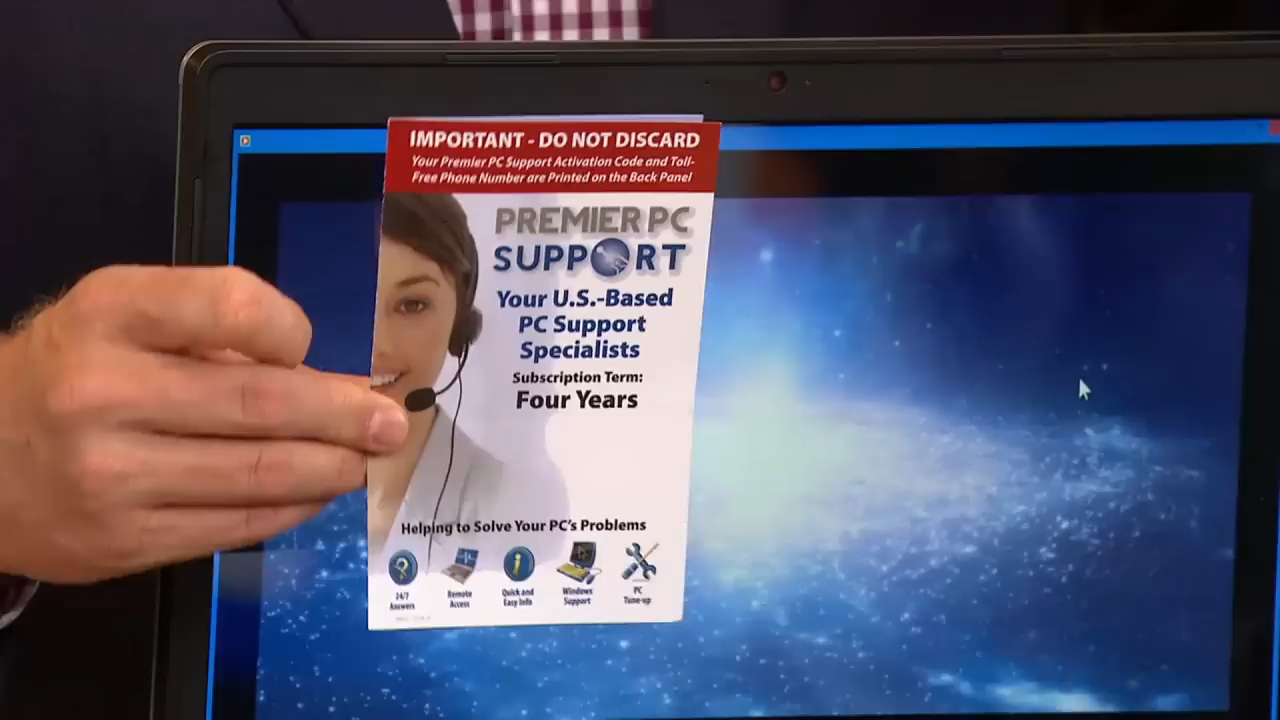 IMPORTANT - DO NOT DISCARD
Your Premier PC Support Activation Code and Toll-
Free Phone Number are Printed on the Back Panel
PREMIER PC
SUPPORT
Your U.S.-Based
PC Support
Specialists
Subscription Term:
Four Years
Helping to Solve Your PC's Problems
24/7
Answers
Remote
Access
Quick and
Easy Info
Windows
Support
PC
Tune-up